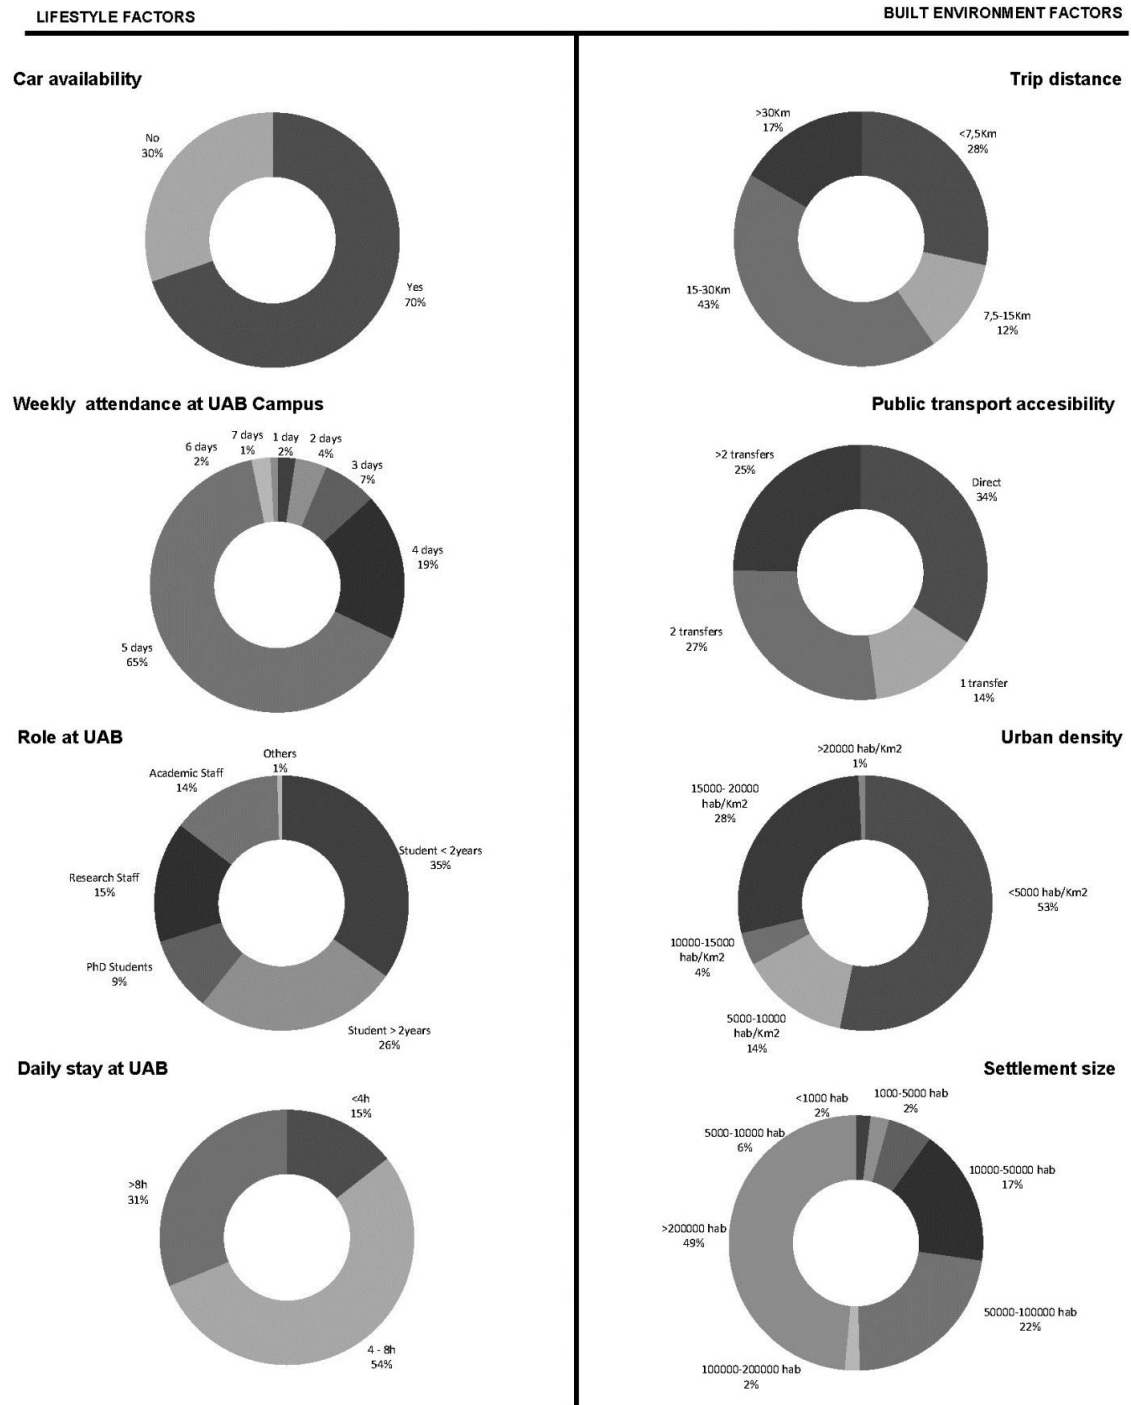 LIFESTYLE FACTORS
BUILT ENVIRONMENT FACTORS
Car availability
No
30%
Yes
70%
Trip distance
>30Km
17%
<7,5Km
28%
15-30Km
43%
7,5-15Km
12%
Weekly attendance at UAB Campus
6 days
2%
7 days
1%
1 day
2%
2 days
4%
3 days
7%
4 days
19%
5 days
65%
Public transport accesibility
>2 transfers
25%
Direct
34%
2 transfers
27%
1 transfer
14%
Role at UAB
Others
1%
Academic Staff
14%
Student < 2years
35%
Research Staff
15%
PhD Students
9%
Student > 2years
26%
Urban density
>20000 hab/Km2
1%
15000- 20000
hab/Km2
28%
<5000 hab/Km2
53%
10000-15000
hab/Km2
4%
5000-10000
hab/Km2
14%
Daily stay at UAB
<4h
15%
>8h
31%
4 - 8h
54%
Settlement size
<1000 hab
2%
1000-5000 hab
2%
5000-10000 hab
6%
10000-50000 hab
17%
>200000 hab
49%
50000-100000 hab
22%
100000-200000 hab
2%